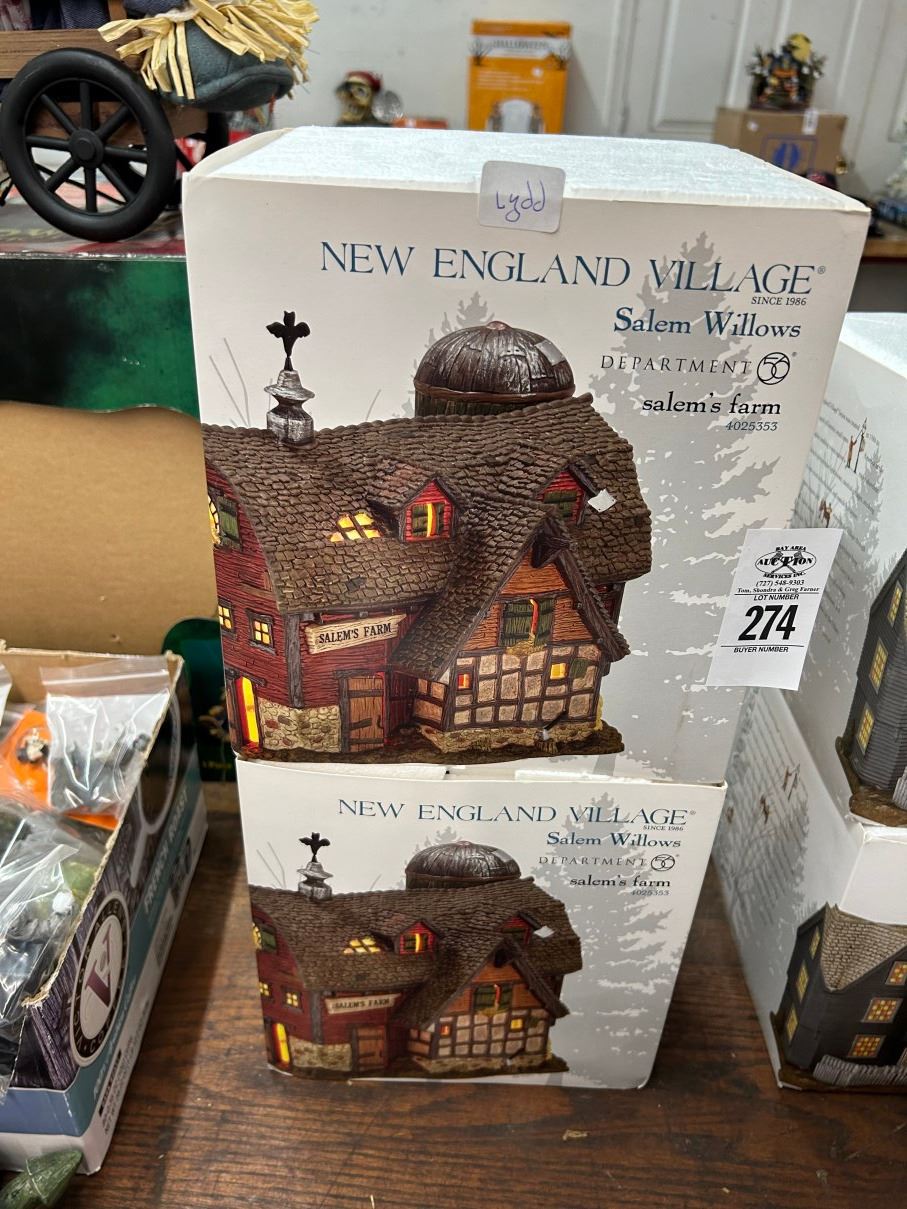 HALLOWEEN
Lydd
NEW ENGLAND VILLAGE®
SINCE 1986
Salem Willows
DEPARTMENT 56®
salem's farm
4025353
SALEM'S FARM
BAY AREA
AUCTION
SERVICES INC.
(727) 548-9303
Tom, Shondra & Greg Farner
LOT NUMBER
274
BUYER NUMBER
NEW ENGLAND VILLAGE®
SINCE 1986
Salem Willows
DEPARTMENT 56
salem's farm
4025353
SALEM'S FARM